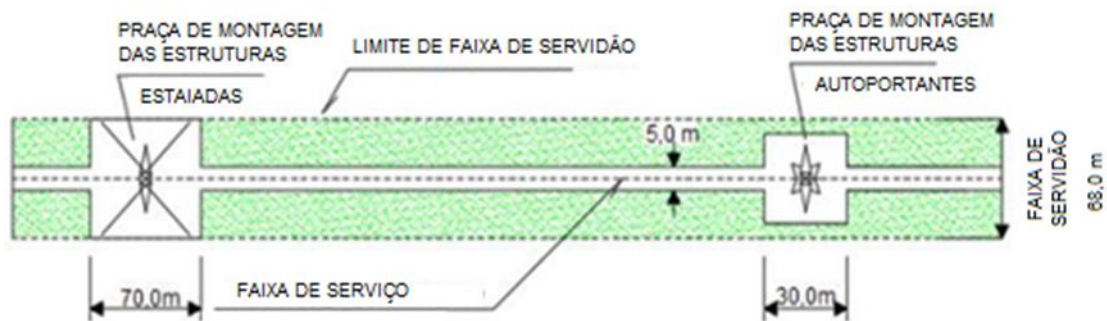 PRAÇA DE MONTAGEM
DAS ESTRUTURAS
ESTAIADAS
LIMITE DE FAIXA DE SERVIDÃO
PRAÇA DE MONTAGEM
DAS ESTRUTURAS
AUTOPORTANTES
5,0 m
FAIXA DE
SERVIDÃO
68,0 m
70,0m
FAIXA DE SERVIÇO
30,0m